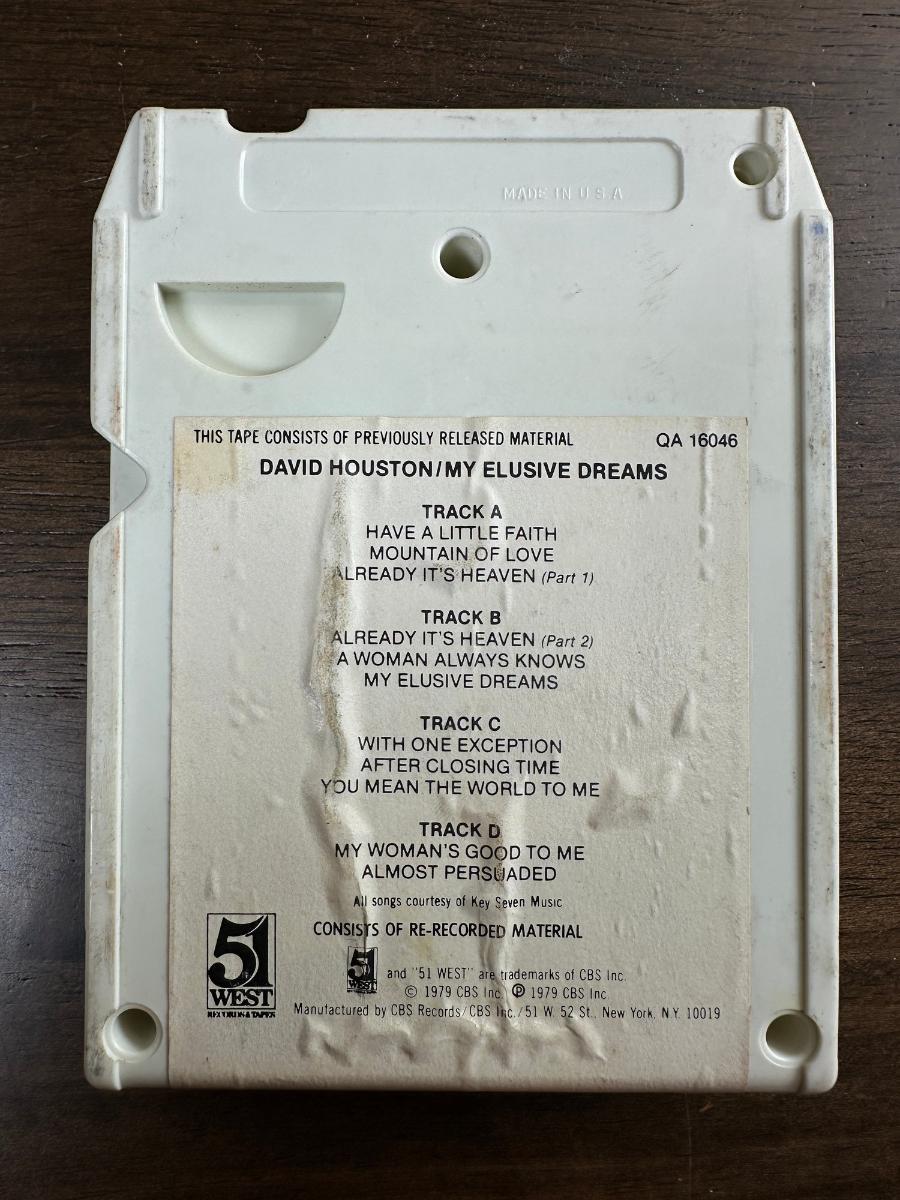 MADE IN U S A
THIS TAPE CONSISTS OF PREVIOUSLY RELEASED MATERIAL QA 16046
DAVID HOUSTON/MY ELUSIVE DREAMS
TRACK A
HAVE A LITTLE FAITH
MOUNTAIN OF LOVE
ALREADY IT'S HEAVEN (Part 1)
TRACK B
ALREADY IT'S HEAVEN (Part 2)
A WOMAN ALWAYS KNOWS
MY ELUSIVE DREAMS
TRACK C
WITH ONE EXCEPTION
AFTER CLOSING TIME
YOU MEAN THE WORLD TO ME
TRACK D
MY WOMAN'S GOOD TO ME
ALMOST PERSUADED
All songs courtesy of Key Seven Music
CONSISTS OF RE-RECORDED MATERIAL
51
WEST
RECORDS & TAPES
51 WEST and "51 WEST" are trademarks of CBS Inc.
© 1979 CBS Inc. ℗ 1979 CBS Inc
Manufactured by CBS Records/CBS Inc./51 W. 52 St., New York, N.Y. 10019